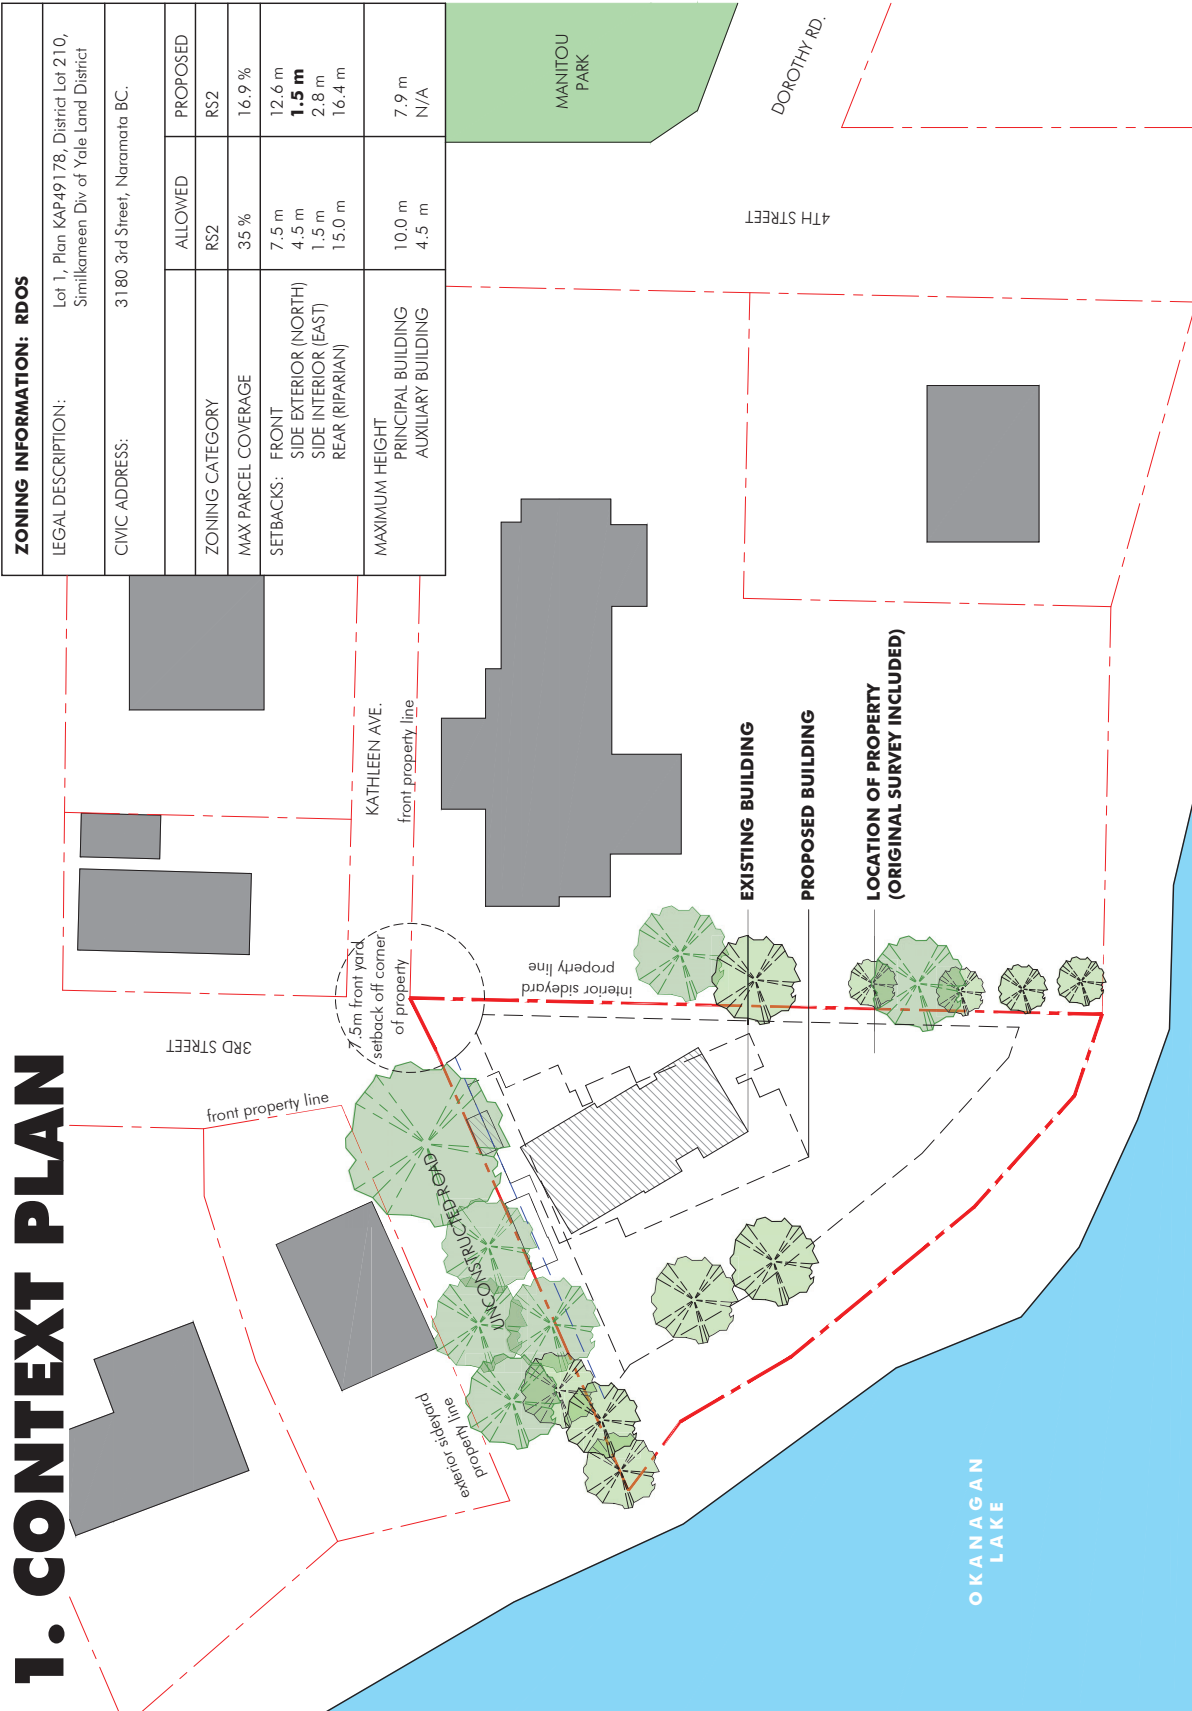 1. CONTEXT PLAN
ZONING INFORMATION: RDOS
LEGAL DESCRIPTION: Lot 1, Plan KAP49178, District Lot 210,
Similkameen Div of Yale Land District
CIVIC ADDRESS: 3180 3rd Street, Naramata BC.
ALLOWED PROPOSED
ZONING CATEGORY RS2 RS2
MAX PARCEL COVERAGE 35 % 16.9 %
SETBACKS: FRONT 7.5 m 12.6 m
SIDE EXTERIOR (NORTH) 4.5 m 1.5 m
SIDE INTERIOR (EAST) 1.5 m 2.8 m
REAR (RIPARIAN) 15.0 m 16.4 m
MAXIMUM HEIGHT
PRINCIPAL BUILDING 10.0 m 7.9 m
AUXILIARY BUILDING 4.5 m N/A
MANITOU
PARK
DOROTHY RD.
4TH STREET
KATHLEEN AVE.
front property line
3RD STREET
7.5m front yard
setback off corner
of property
front property line
interior sideyard
property line
UNCONSTRUCTED ROAD
exterior sideyard
property line
EXISTING BUILDING
PROPOSED BUILDING
LOCATION OF PROPERTY
(ORIGINAL SURVEY INCLUDED)
OKANAGAN
LAKE